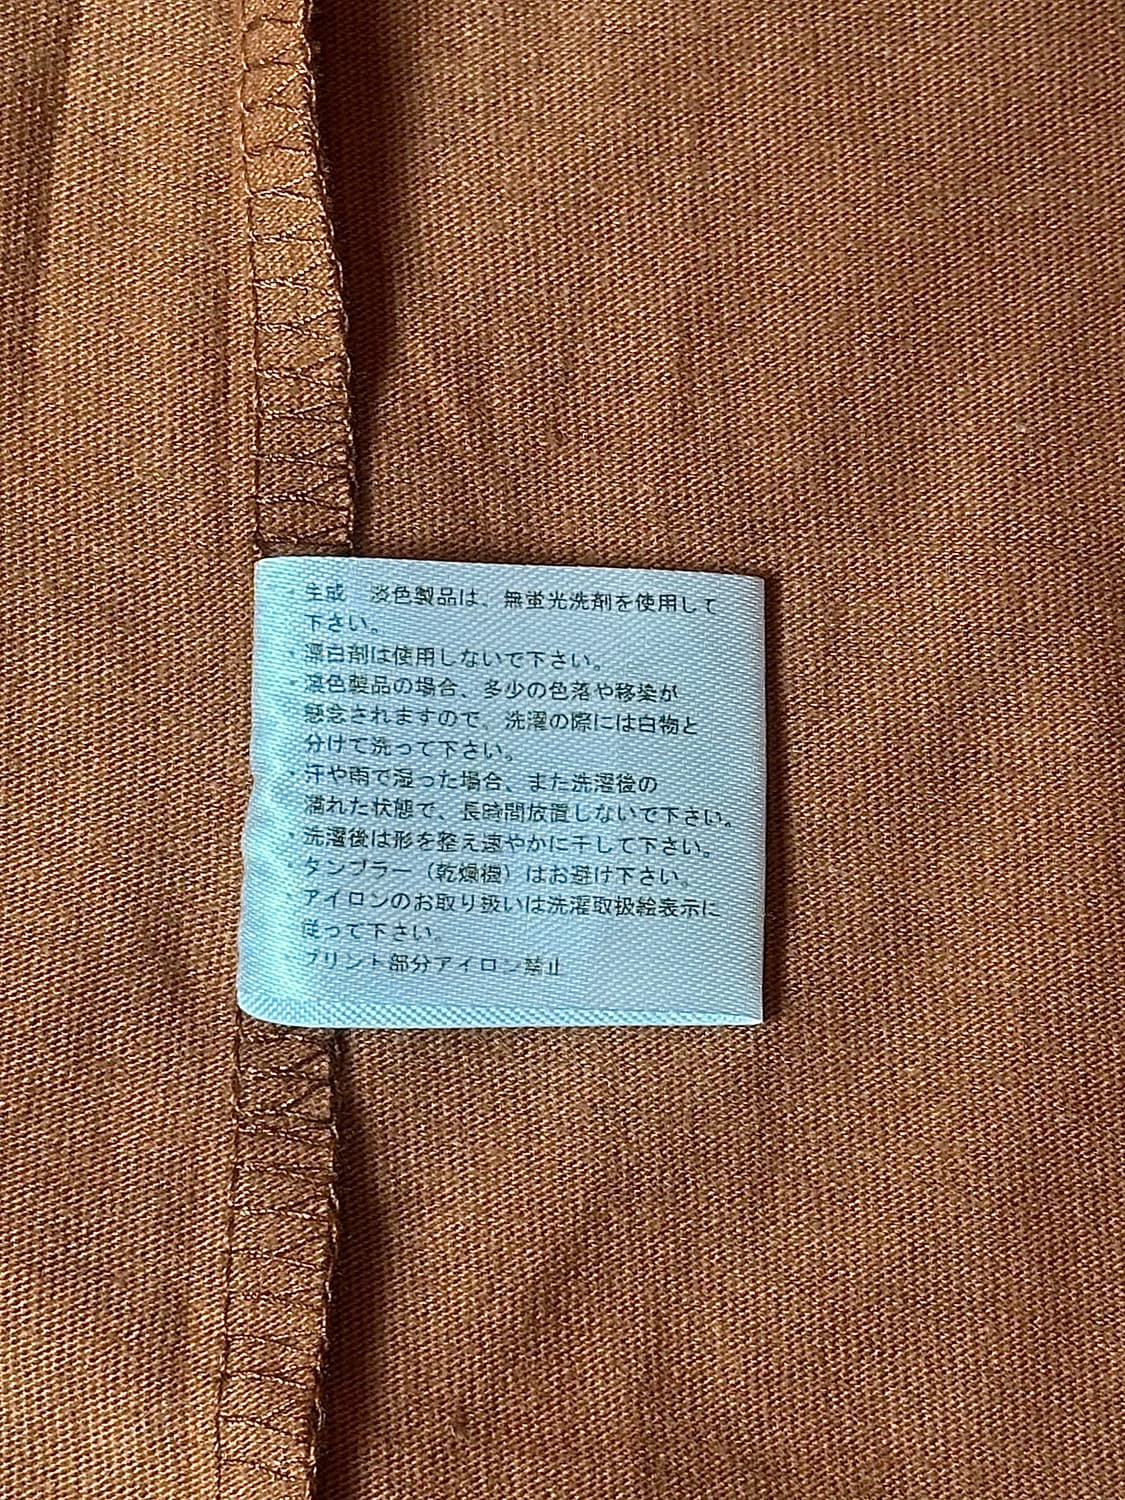 ・生成　淡色製品は、無蛍光洗剤を使用して
下さい。
・漂白剤は使用しないで下さい。
・濃色製品の場合、多少の色落や移染が
懸念されますので、洗濯の際には白物と
分けて洗って下さい。
・汗や雨で湿った場合、また洗濯後の
濡れた状態で、長時間放置しないで下さい。
・洗濯後は形を整え速やかに干して下さい。
・タンブラー（乾燥機）はお避け下さい。
・アイロンのお取り扱いは洗濯取扱絵表示に
従って下さい。
プリント部分アイロン禁止